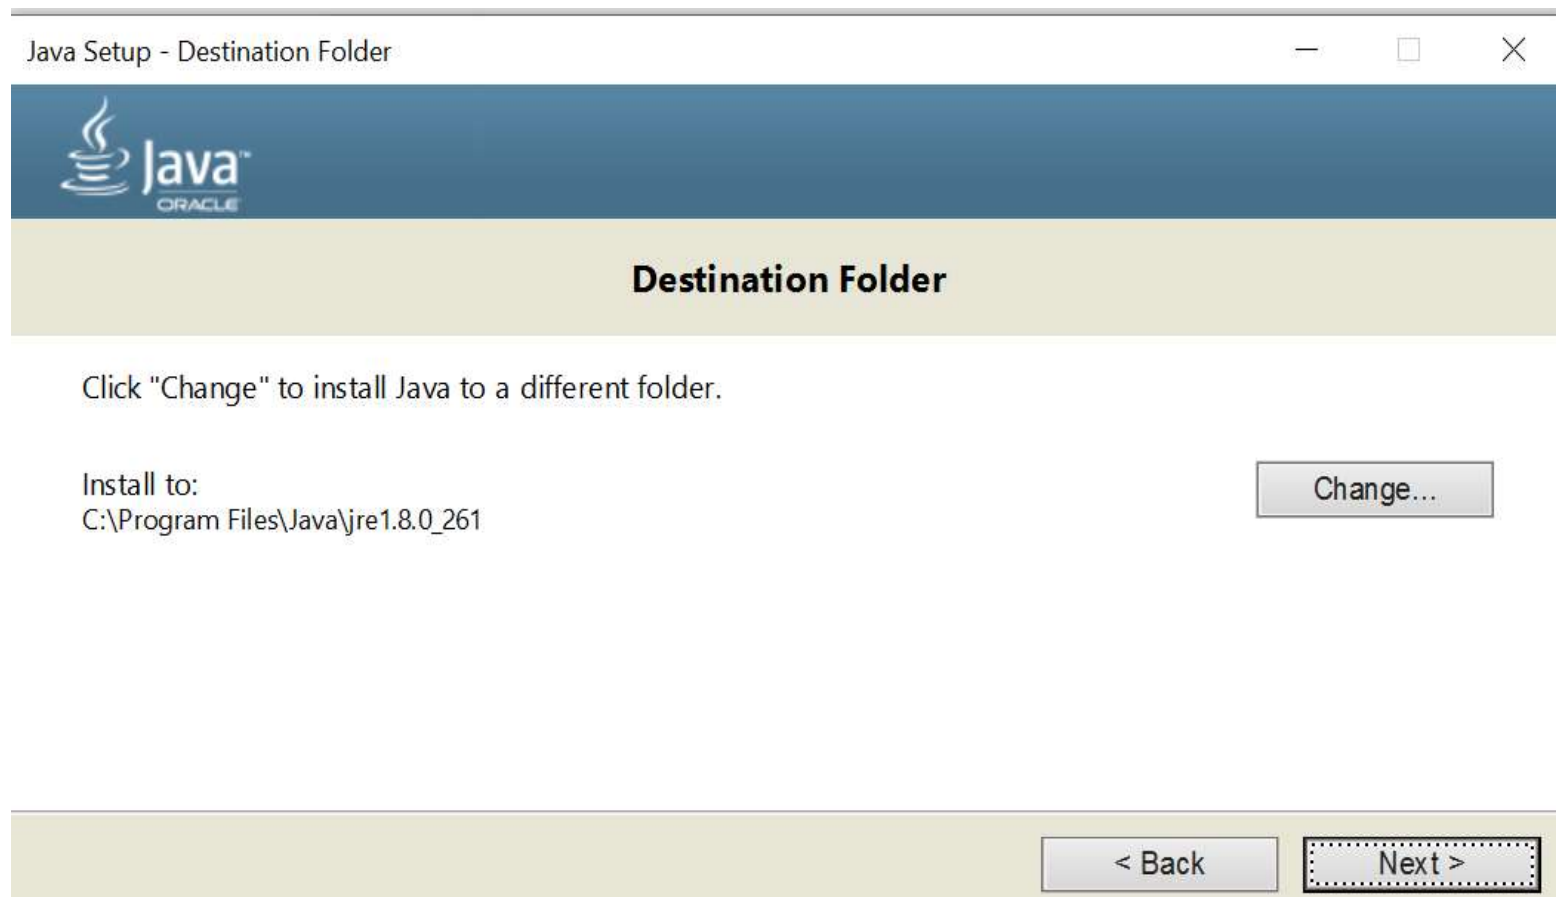 Java Setup - Destination Folder
Java™
ORACLE
Destination Folder
Click "Change" to install Java to a different folder.
Install to:
C:\Program Files\Java\jre1.8.0_261
Change...
< Back
Next >